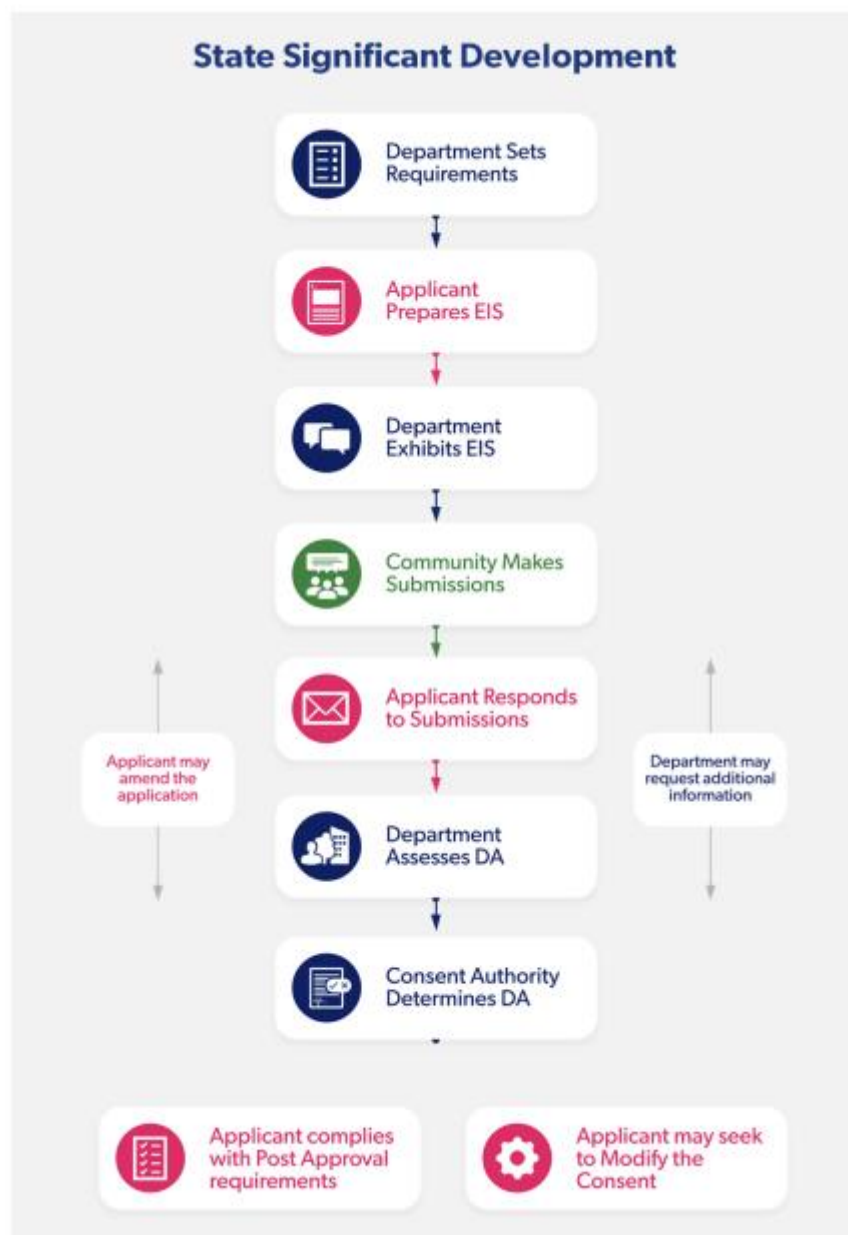 State Significant Development
Department Sets
Requirements
Applicant
Prepares EIS
Department
Exhibits EIS
Community Makes
Submissions
Applicant Responds
to Submissions
Applicant may
amend the
application
Department may
request additional
information
Department
Assesses DA
Consent Authority
Determines DA
Applicant complies
with Post Approval
requirements
Applicant may seek
to Modify the
Consent